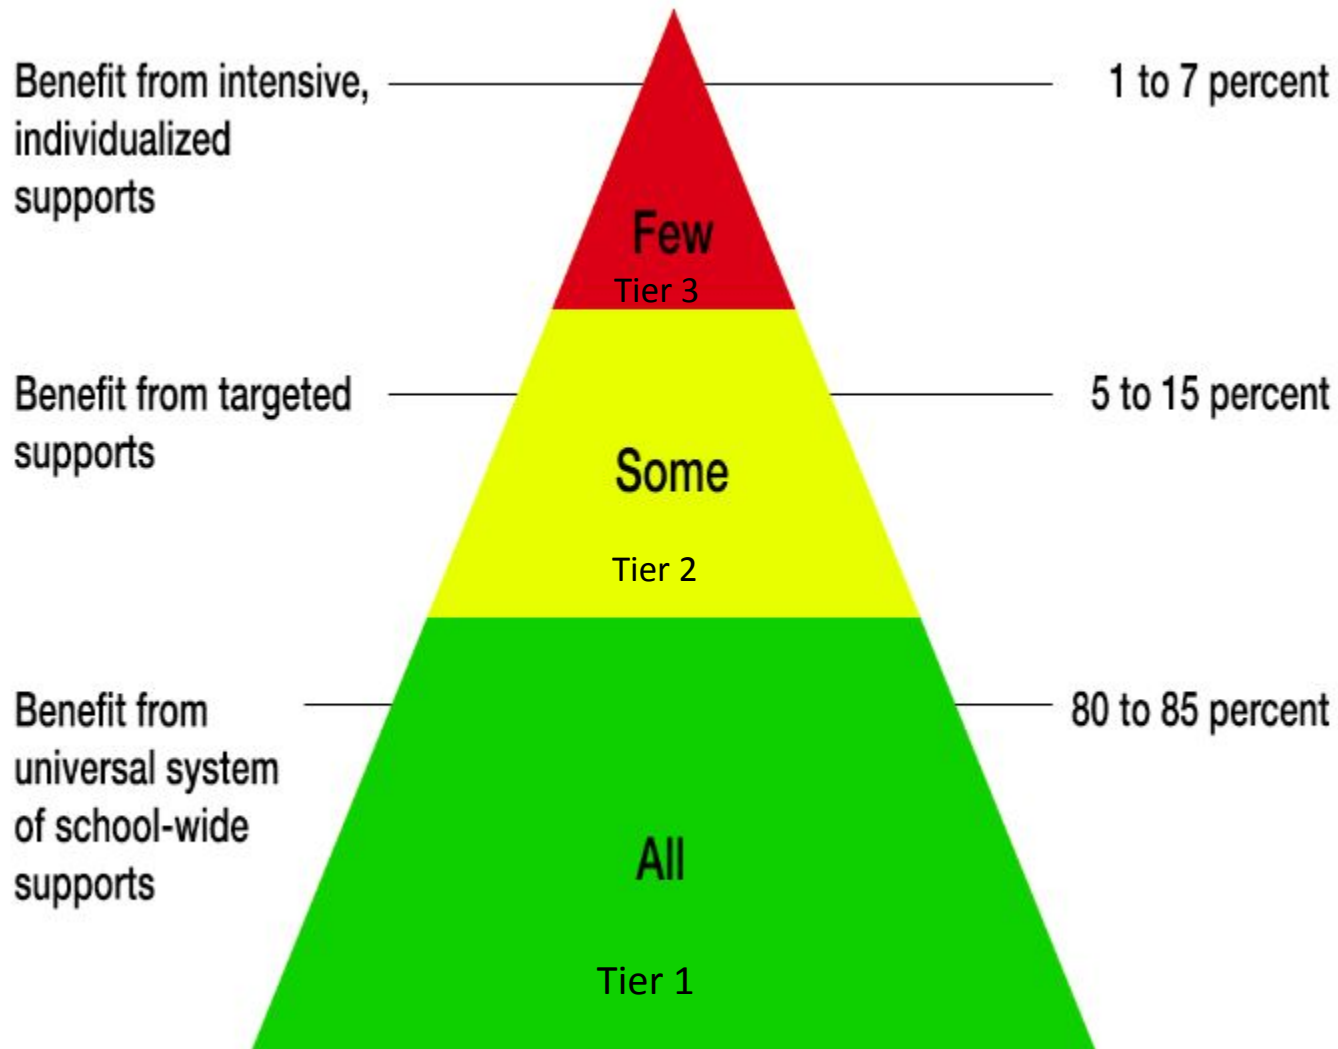 Benefit from intensive,
individualized
supports
1 to 7 percent
Few
Tier 3
Benefit from targeted
supports
5 to 15 percent
Some
Tier 2
Benefit from
universal system
of school-wide
supports
80 to 85 percent
All
Tier 1